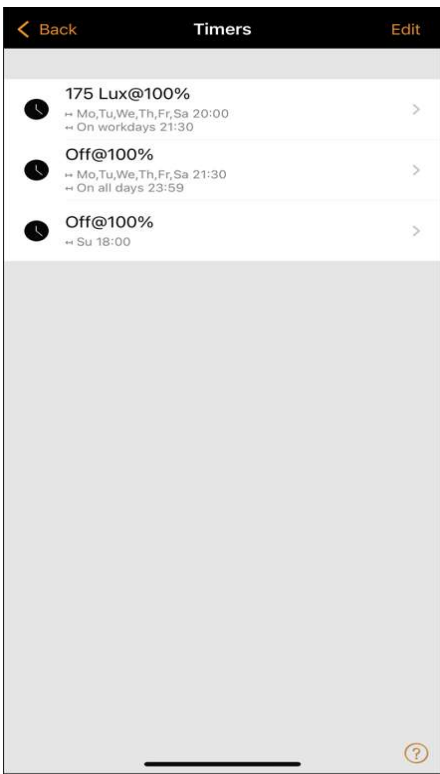 Back
Timers
Edit
175 Lux@100%
↦ Mo,Tu,We,Th,Fr,Sa 20:00
↤ On workdays 21:30
Off@100%
↦ Mo,Tu,We,Th,Fr,Sa 21:30
↤ On all days 23:59
Off@100%
↔ Su 18:00
?